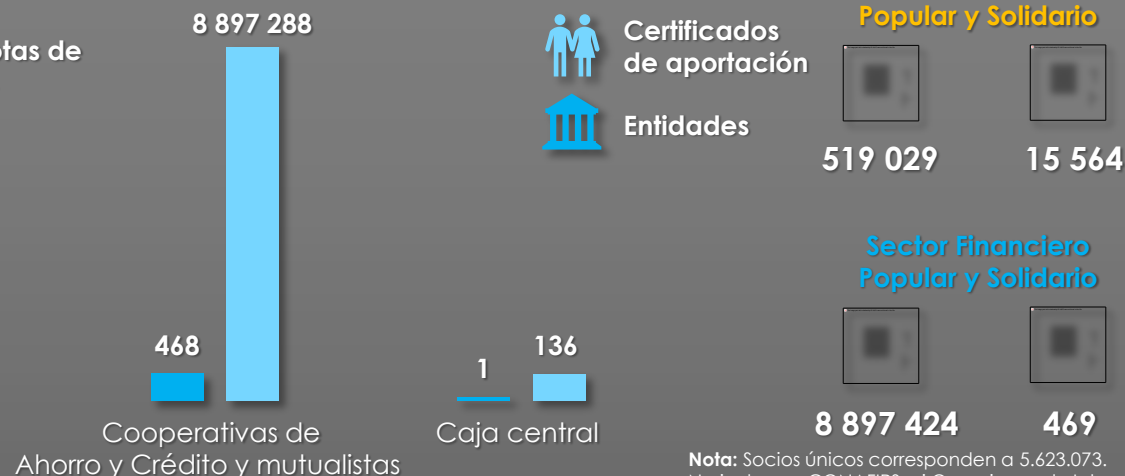 otas de
8 897 288
468
1
136
Cooperativas de
Ahorro y Crédito y mutualistas
Caja central
Certificados
de aportación
Entidades
Popular y Solidario
519 029
15 564
Sector Financiero
Popular y Solidario
8 897 424
469
Nota: Socios únicos corresponden a 5.623.073.